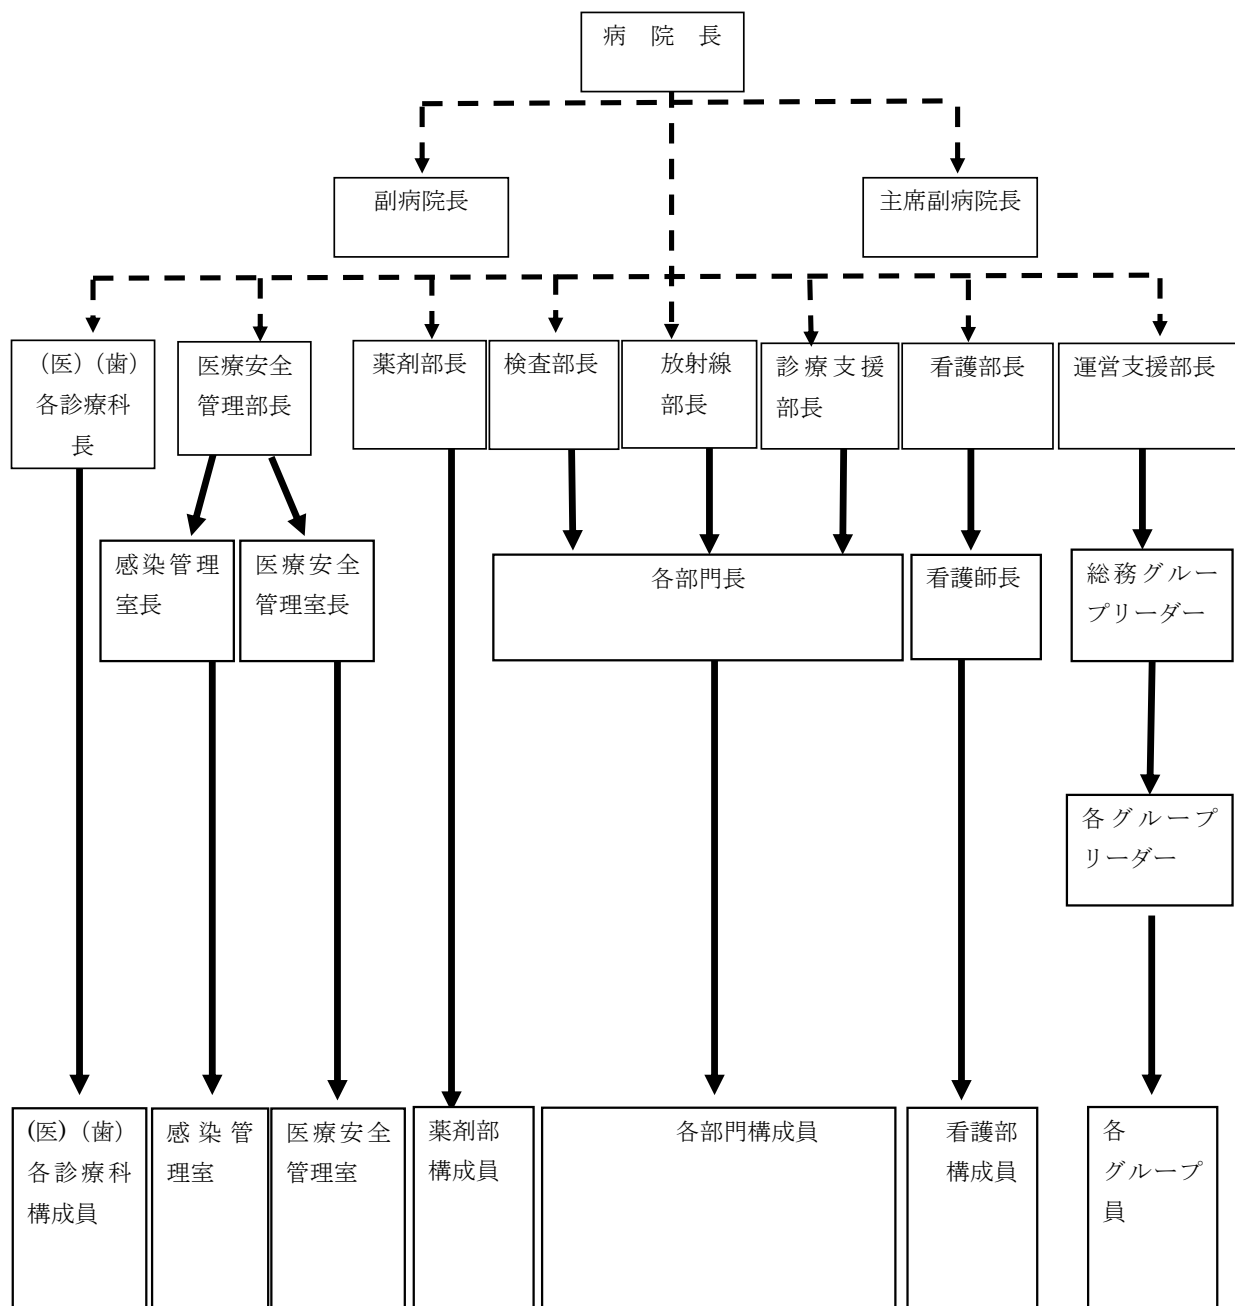 病　院　長
副病院長
主席副病院長
（医）（歯）
各診療科
長
医療安全
管理部長
薬剤部長
検査部長
放射線
部長
診療支援
部長
看護部長
運営支援部長
感染管理
室長
医療安全
管理室長
各部門長
看護師長
総務グルー
プリーダー
各グループ
リーダー
(医)（歯）
各診療科
構成員
感染管
理室
医療安全
管理室
薬剤部
構成員
各部門構成員
看護部
構成員
各
グループ
員